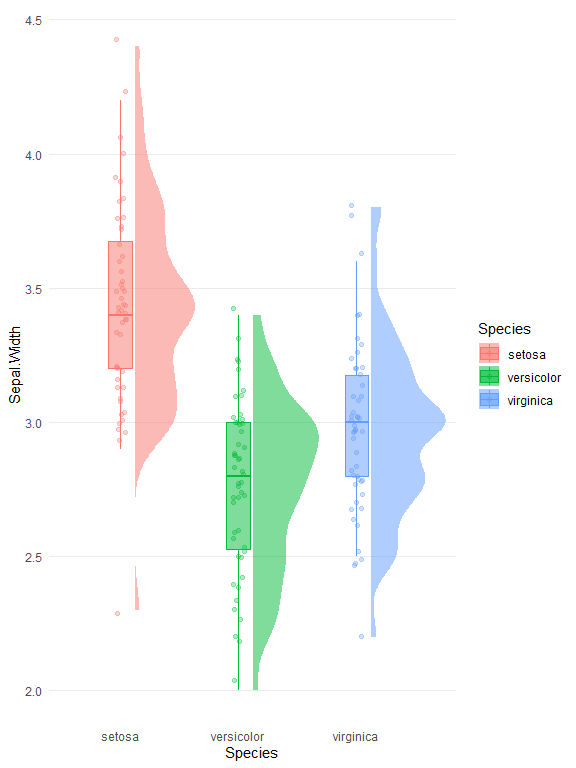 4.5
4.0
3.5
3.0
2.5
2.0
Sepal.Width
setosa
versicolor
virginica
Species
Species
setosa
versicolor
virginica